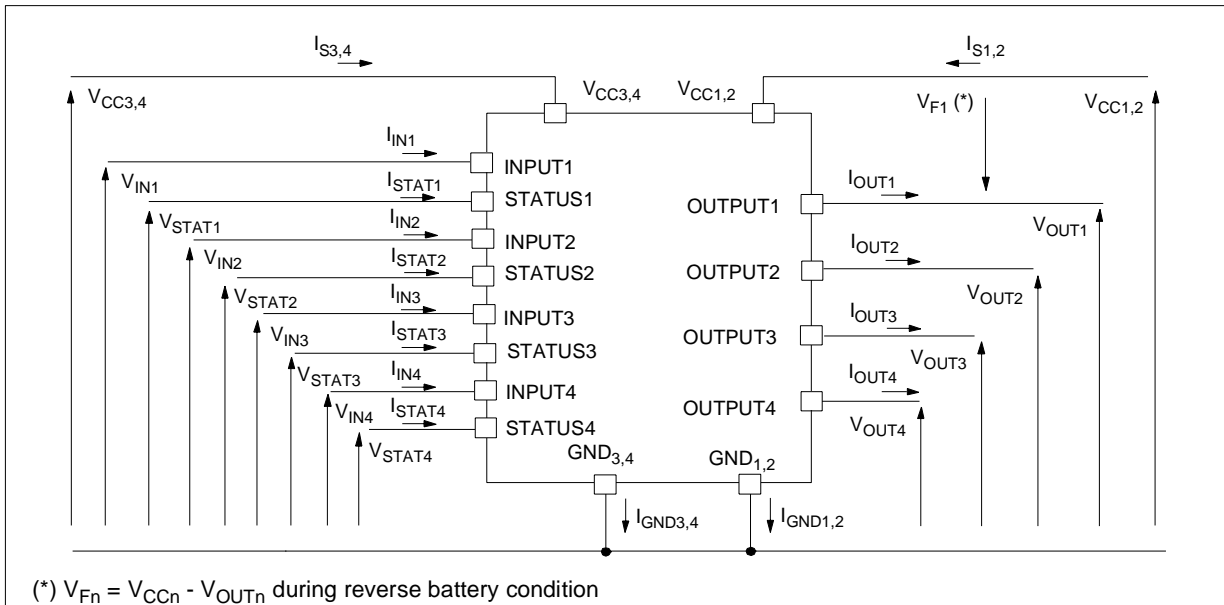 I_S3,4
I_S1,2
V_CC3,4
V_CC3,4
V_CC1,2
V_F1 (*)
V_CC1,2
I_IN1
INPUT1
V_IN1
I_STAT1
STATUS1
I_OUT1
OUTPUT1
V_STAT1
I_IN2
INPUT2
V_OUT1
V_IN2
I_STAT2
STATUS2
I_OUT2
OUTPUT2
V_STAT2
I_IN3
INPUT3
V_OUT2
V_IN3
I_STAT3
STATUS3
I_OUT3
OUTPUT3
V_STAT3
I_IN4
INPUT4
V_OUT3
V_IN4
I_STAT4
STATUS4
I_OUT4
OUTPUT4
V_STAT4
V_OUT4
GND_3,4
GND_1,2
I_GND3,4
I_GND1,2
(*) V_Fn = V_CCn - V_OUTn during reverse battery condition